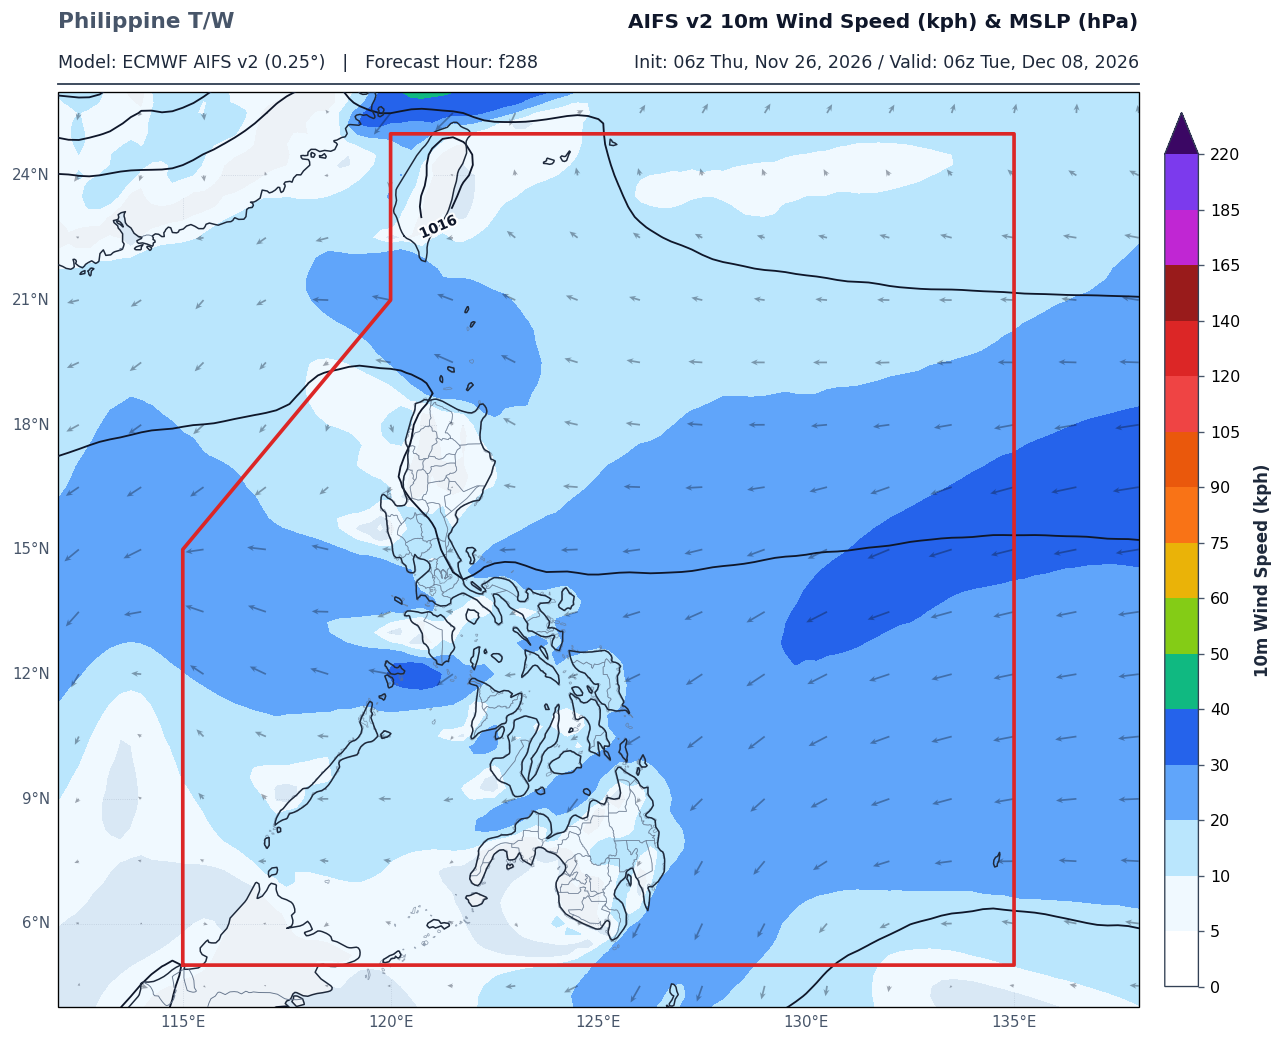 Philippine T/W
AIFS v2 10m Wind Speed (kph) & MSLP (hPa)
Model: ECMWF AIFS v2 (0.25°) | Forecast Hour: f288
Init: 06z Thu, Nov 26, 2026 / Valid: 06z Tue, Dec 08, 2026
24°N
21°N
18°N
15°N
12°N
9°N
6°N
1016
115°E
120°E
125°E
130°E
135°E
220
185
165
140
120
105
90
75
60
50
40
30
20
10
5
0
10m Wind Speed (kph)